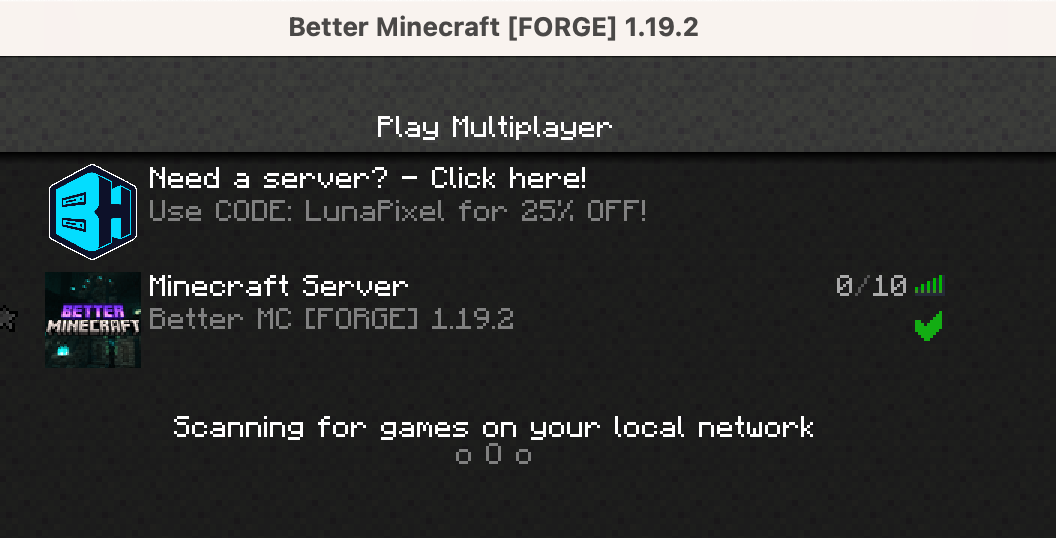 Better Minecraft [FORGE] 1.19.2
Play Multiplayer
Need a server? - Click here!
Use CODE: LunaPixel for 25% OFF!
BH
Minecraft Server
0/10
BETTER
MINECRAFT
Better MC [FORGE] 1.19.2
Scanning for games on your local network
o O o